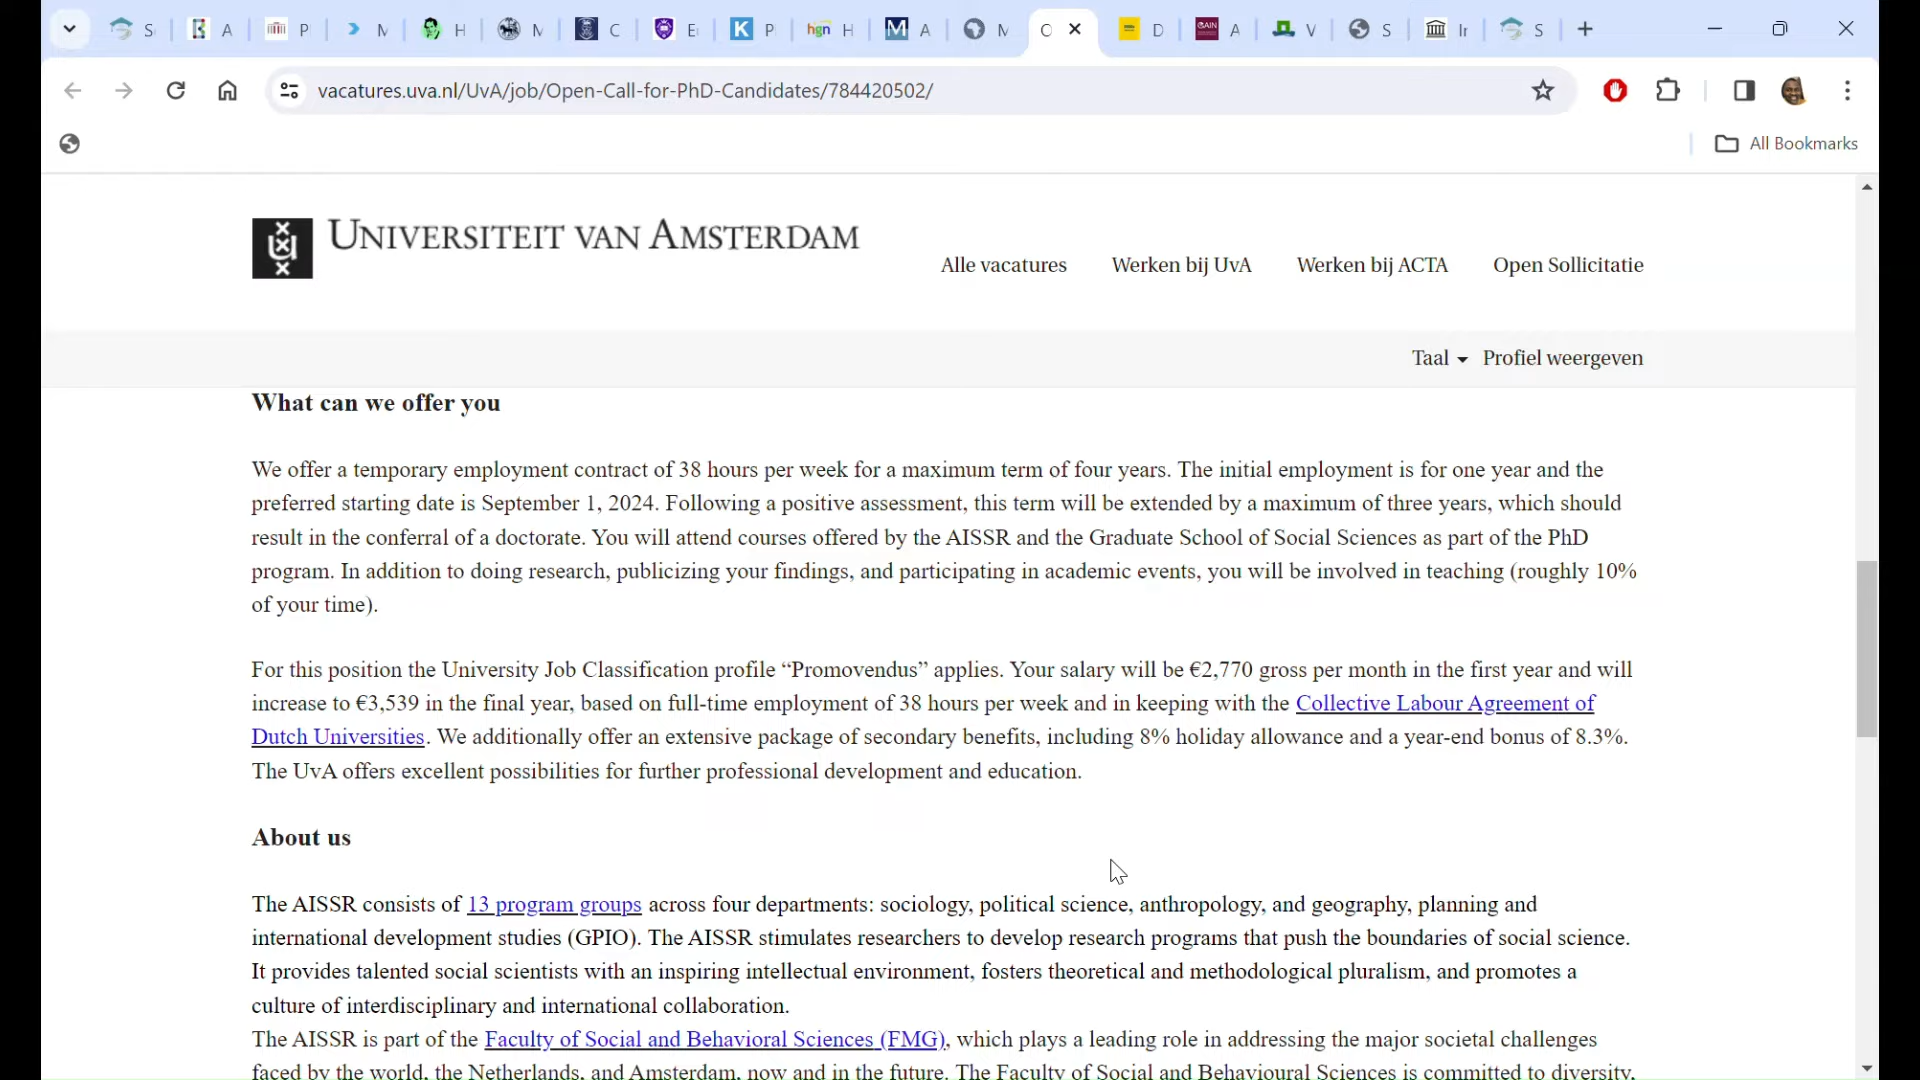 S A P M H M C E K P hgn H M A M O D GAIN A V S Ir S
vacatures.uva.nl/UvA/job/Open-Call-for-PhD-Candidates/784420502/
All Bookmarks
UNIVERSITEIT VAN AMSTERDAM
Alle vacatures Werken bij UvA Werken bij ACTA Open Sollicitatie
Taal Profiel weergeven
What can we offer you
We offer a temporary employment contract of 38 hours per week for a maximum term of four years. The initial employment is for one year and the
preferred starting date is September 1, 2024. Following a positive assessment, this term will be extended by a maximum of three years, which should
result in the conferral of a doctorate. You will attend courses offered by the AISSR and the Graduate School of Social Sciences as part of the PhD
program. In addition to doing research, publicizing your findings, and participating in academic events, you will be involved in teaching (roughly 10%
of your time).
For this position the University Job Classification profile “Promovendus” applies. Your salary will be €2,770 gross per month in the first year and will
increase to €3,539 in the final year, based on full-time employment of 38 hours per week and in keeping with the Collective Labour Agreement of
Dutch Universities. We additionally offer an extensive package of secondary benefits, including 8% holiday allowance and a year-end bonus of 8.3%.
The UvA offers excellent possibilities for further professional development and education.
About us
The AISSR consists of 13 program groups across four departments: sociology, political science, anthropology, and geography, planning and
international development studies (GPIO). The AISSR stimulates researchers to develop research programs that push the boundaries of social science.
It provides talented social scientists with an inspiring intellectual environment, fosters theoretical and methodological pluralism, and promotes a
culture of interdisciplinary and international collaboration.
The AISSR is part of the Faculty of Social and Behavioral Sciences (FMG), which plays a leading role in addressing the major societal challenges
faced by the world, the Netherlands, and Amsterdam, now and in the future. The Faculty of Social and Behavioural Sciences is committed to diversity,